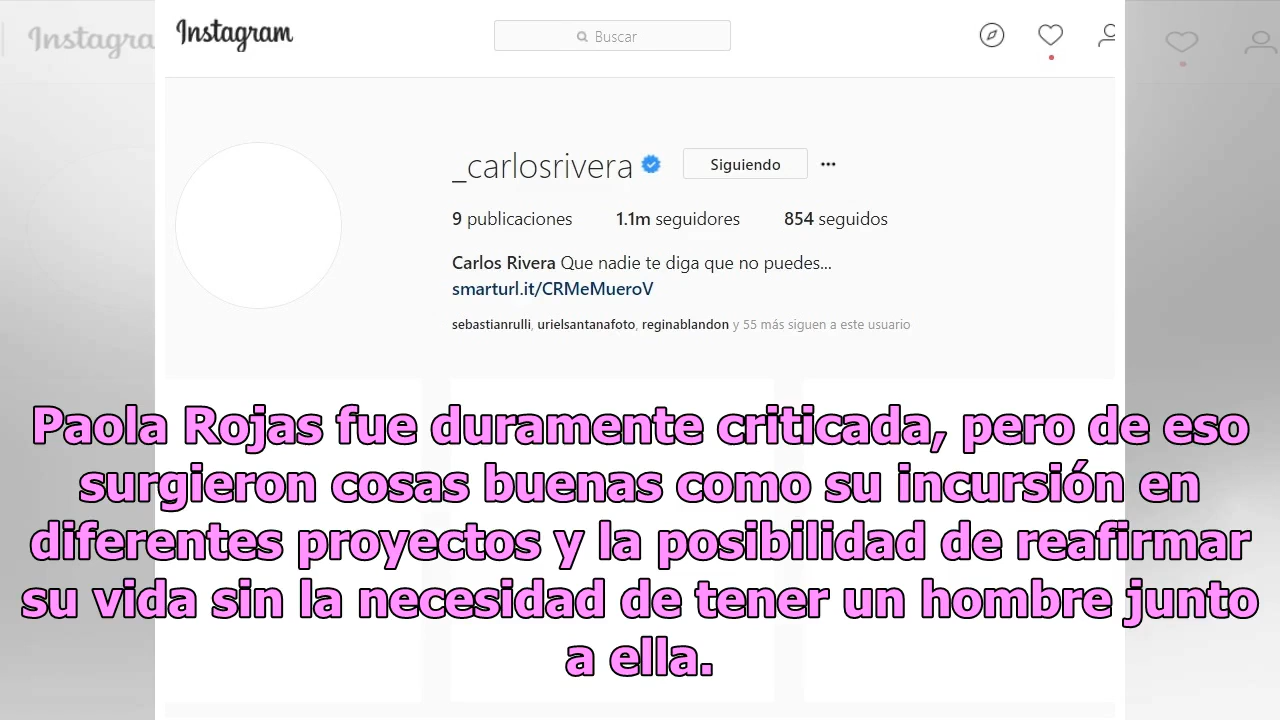 Instagra
Instagram
Buscar
_carlosrivera
Siguiendo
9 publicaciones
1.1m seguidores
854 seguidos
Carlos Rivera Que nadie te diga que no puedes...
smarturl.it/CRMeMueroV
sebastianrulli, urielsantanafoto, reginablandon y 55 más siguen a este usuario
Paola Rojas fue duramente criticada, pero de eso
surgieron cosas buenas como su incursión en
diferentes proyectos y la posibilidad de reafirmar
su vida sin la necesidad de tener un hombre junto
a ella.